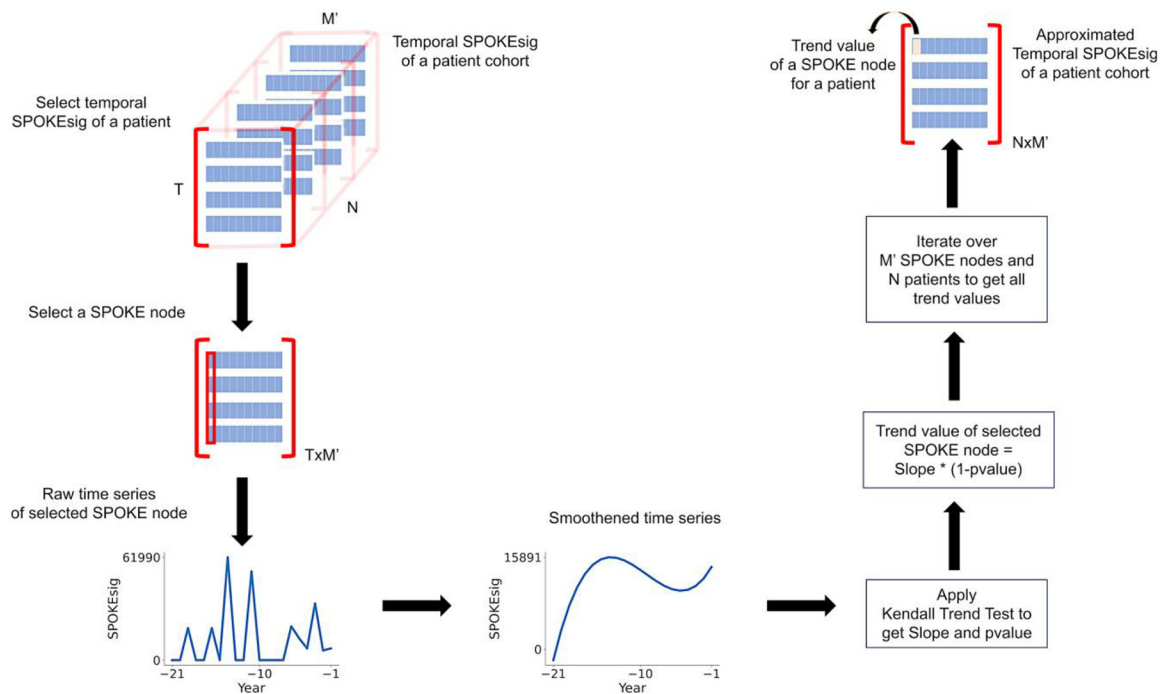 M’
Temporal SPOKEsig
of a patient cohort
Select temporal
SPOKEsig of a patient
T
N
Select a SPOKE node
TxM’
Raw time series
of selected SPOKE node
61990
SPOKEsig
0
−21
−10
−1
Year
Smoothened time series
15891
SPOKEsig
0
−21
−10
−1
Year
Apply
Kendall Trend Test to
get Slope and pvalue
Trend value of selected
SPOKE node =
Slope * (1-pvalue)
Iterate over
M’ SPOKE nodes and
N patients to get all
trend values
Trend value
of a SPOKE node
for a patient
Approximated
Temporal SPOKEsig
of a patient cohort
NxM’